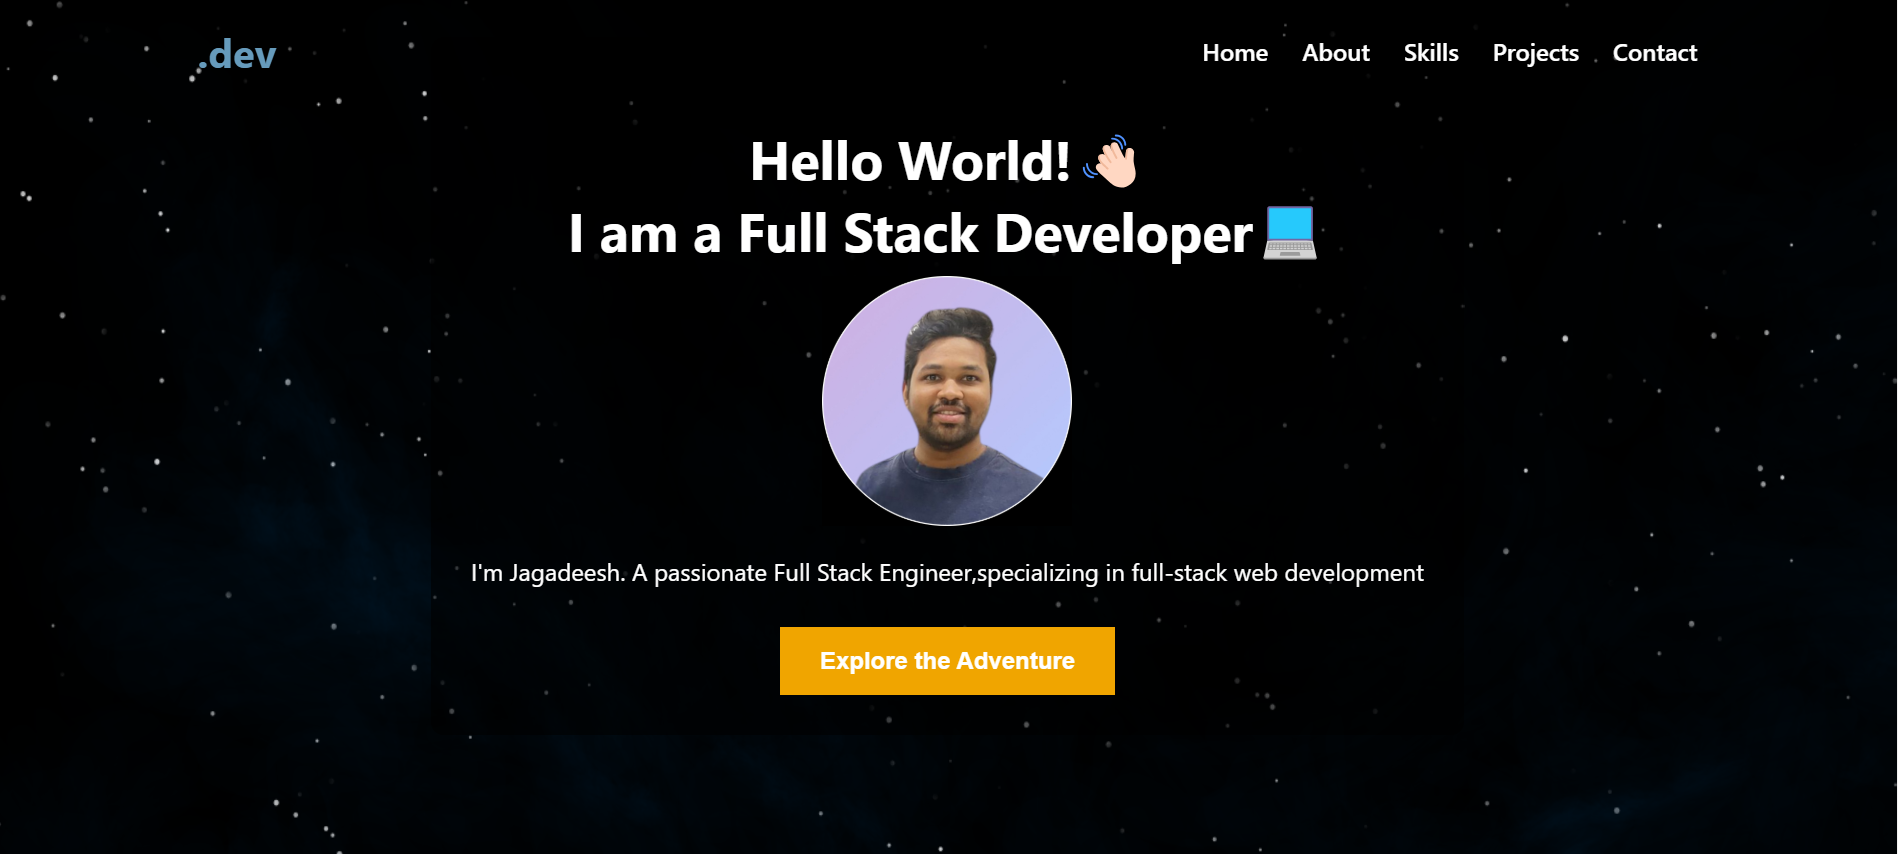 .dev
Home About Skills Projects Contact
Hello World! 👋🏻
I am a Full Stack Developer 💻
I'm Jagadeesh. A passionate Full Stack Engineer,specializing in full-stack web development
Explore the Adventure